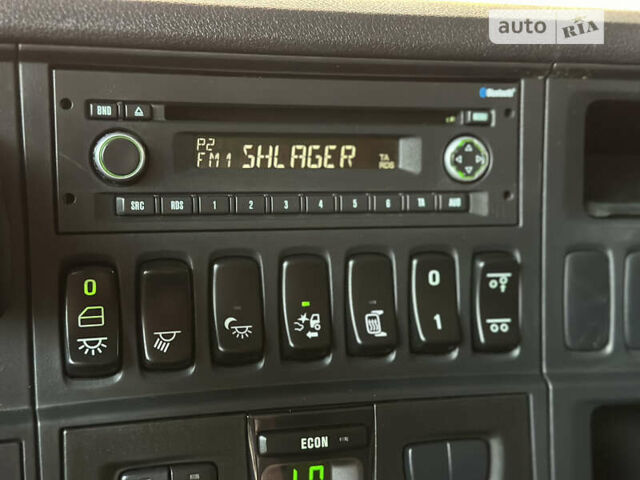 auto RIA
Bluetooth
BND
P2
FM1 SHLAGER TA
RDS
SRC RDS 1 2 3 4 5 6 TA AUD
0 0
1
ECON